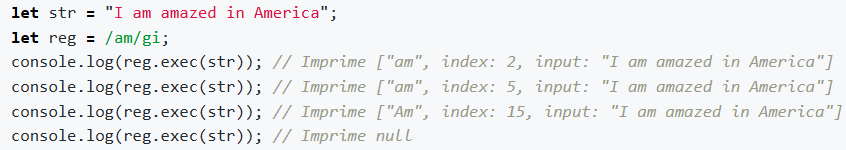 let str = "I am amazed in America";
let reg = /am/gi;
console.log(reg.exec(str)); // Imprime ["am", index: 2, input: "I am amazed in America"]
console.log(reg.exec(str)); // Imprime ["am", index: 5, input: "I am amazed in America"]
console.log(reg.exec(str)); // Imprime ["Am", index: 15, input: "I am amazed in America"]
console.log(reg.exec(str)); // Imprime null